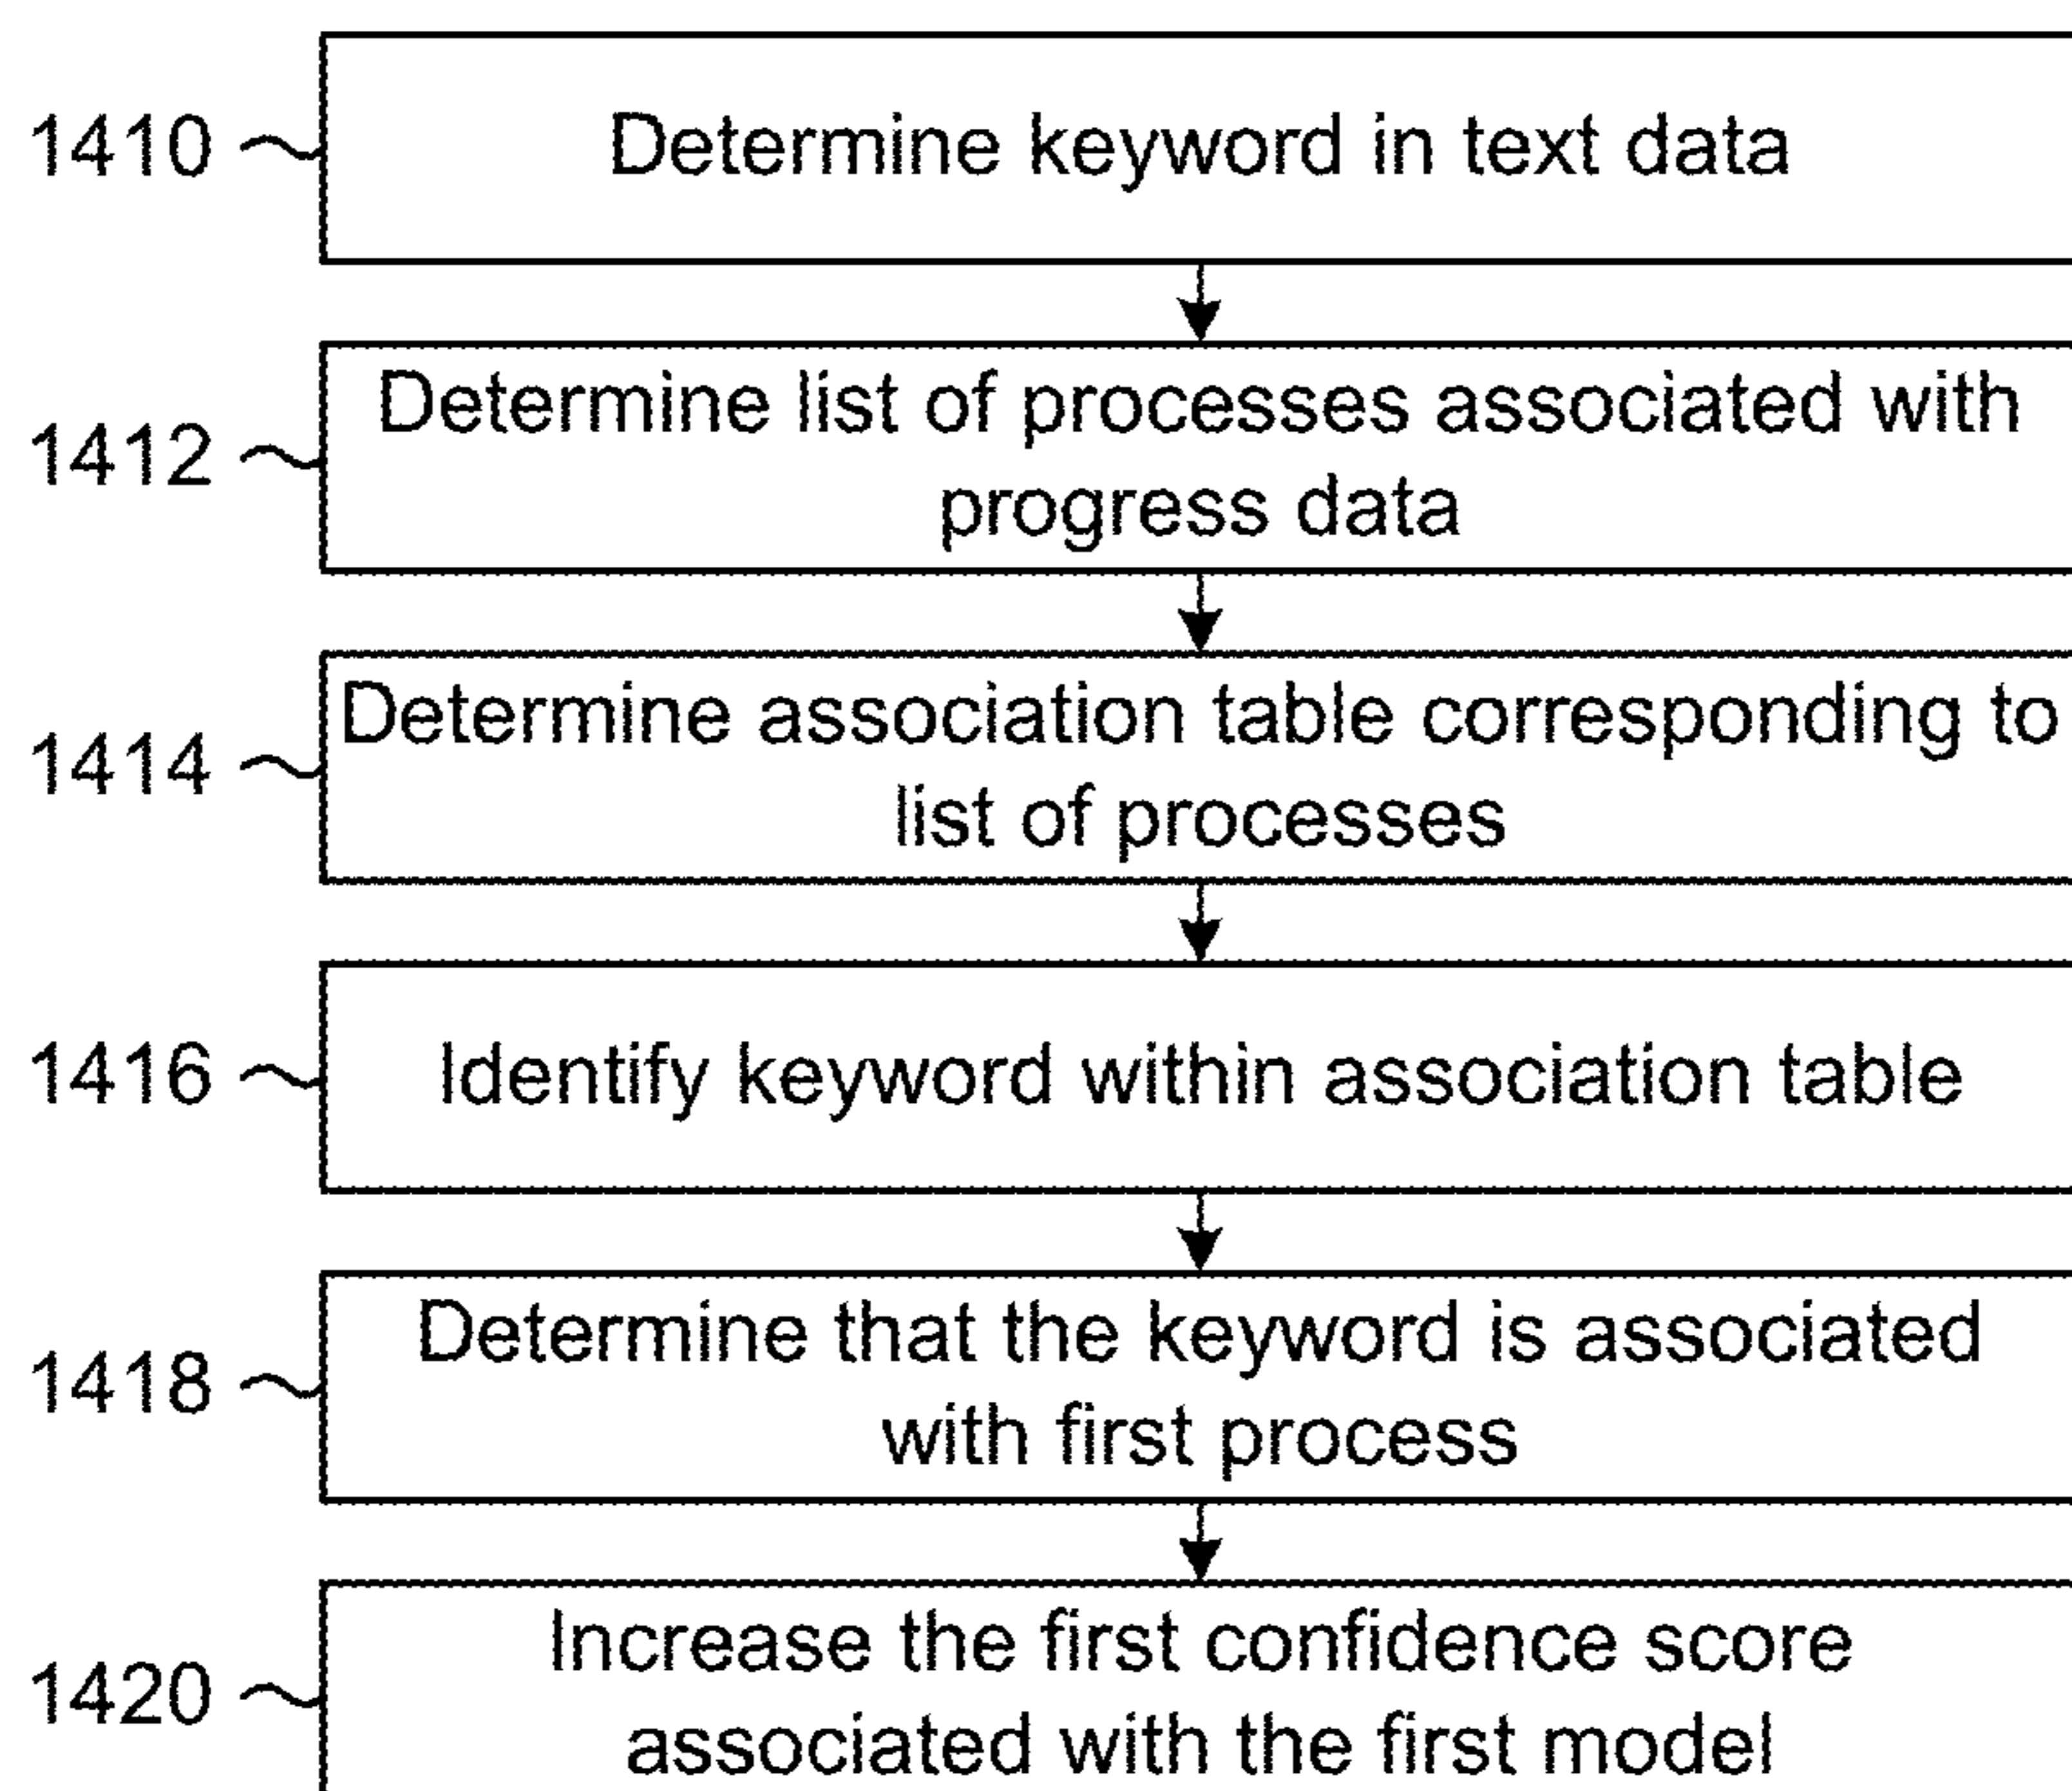 1410
Determine keyword in text data
1412
Determine list of processes associated with
progress data
1414
Determine association table corresponding to
list of processes
1416
Identify keyword within association table
1418
Determine that the keyword is associated
with first process
1420
Increase the first confidence score
associated with the first model